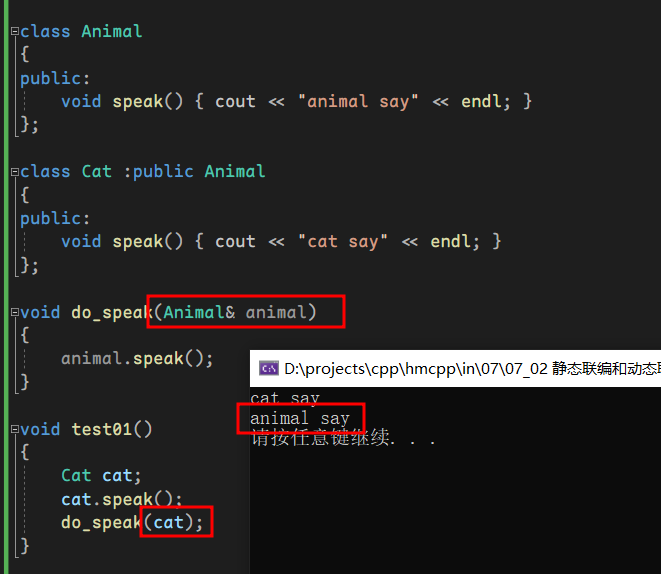 class Animal
{
public:
void speak() { cout << "animal say" << endl; }
};
class Cat :public Animal
{
public:
void speak() { cout << "cat say" << endl; }
};
void do_speak(Animal& animal)
{
animal.speak();
}
void test01()
{
Cat cat;
cat.speak();
do_speak(cat);
}
D:\projects\cpp\hmcpp\in\07\07_02 静态联编和动态联
cat say
animal say
请按任意键继续. . .